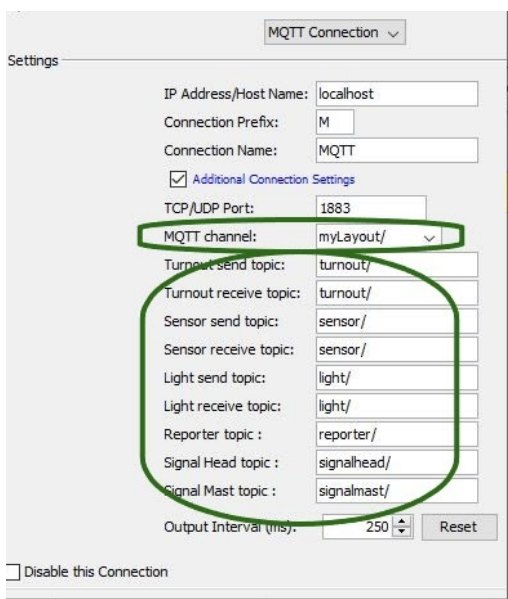 MQTT Connection
Settings
IP Address/Host Name: localhost
Connection Prefix: M
Connection Name: MQTT
Additional Connection Settings
TCP/UDP Port: 1883
MQTT channel: myLayout/
Turnout send topic: turnout/
Turnout receive topic: turnout/
Sensor send topic: sensor/
Sensor receive topic: sensor/
Light send topic: light/
Light receive topic: light/
Reporter topic : reporter/
Signal Head topic : signalhead/
Signal Mast topic : signalmast/
Output Interval (ms): 250 Reset
Disable this Connection